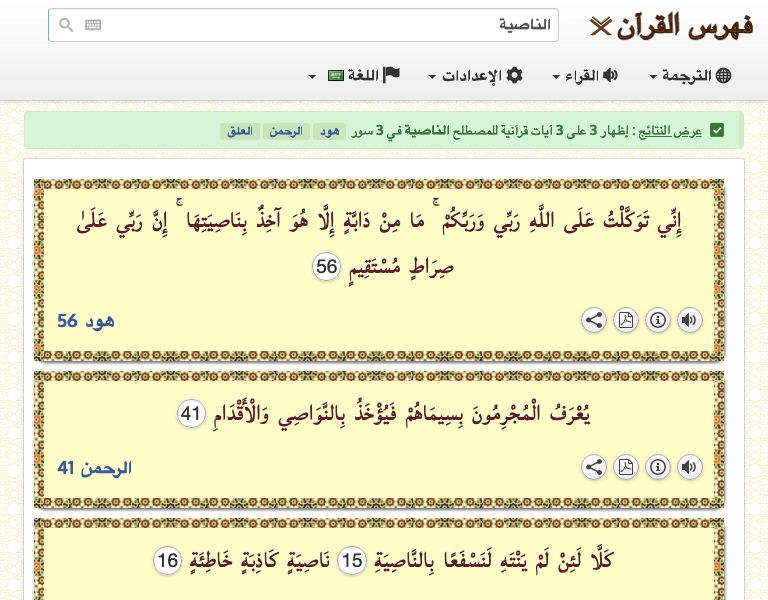 فهرس القرآن
الناصية
الترجمة
القراء
الإعدادات
اللغة
عرض النتائج : إظهار 3 على 3 آيات قرآنية للمصطلح الناصية في 3 سور هود الرحمن العلق
إِنِّي تَوَكَّلْتُ عَلَى اللَّهِ رَبِّي وَرَبِّكُمْ ۚ مَا مِنْ دَابَّةٍ إِلَّا هُوَ آخِذٌ بِنَاصِيَتِهَا ۚ إِنَّ رَبِّي عَلَىٰ
صِرَاطٍ مُسْتَقِيمٍ 56
هود 56
يُعْرَفُ الْمُجْرِمُونَ بِسِيمَاهُمْ فَيُؤْخَذُ بِالنَّوَاصِي وَالْأَقْدَامِ 41
الرحمن 41
كَلَّا لَئِنْ لَمْ يَنْتَهِ لَنَسْفَعًا بِالنَّاصِيَةِ 15 نَاصِيَةٍ كَاذِبَةٍ خَاطِئَةٍ 16